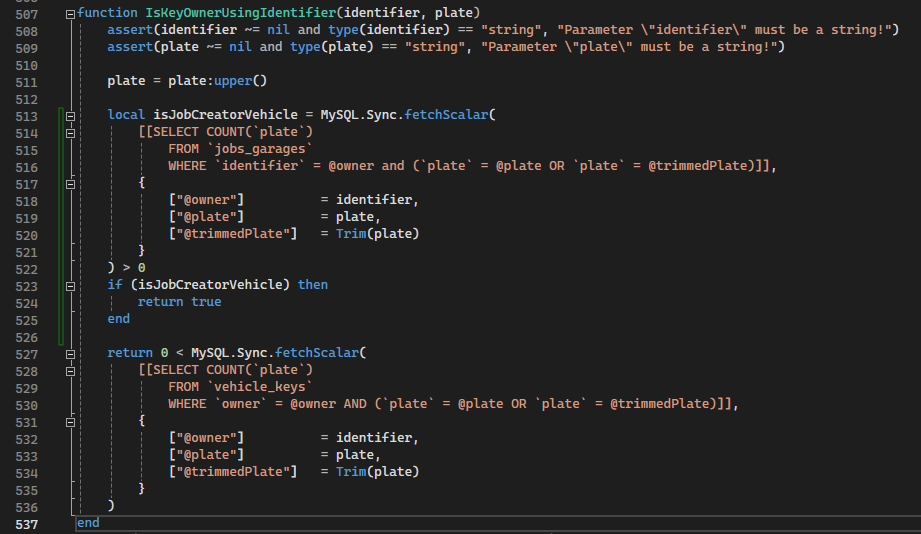 507 function IsKeyOwnerUsingIdentifier(identifier, plate)
508 assert(identifier ~= nil and type(identifier) == "string", "Parameter \"identifier\" must be a string!")
509 assert(plate ~= nil and type(plate) == "string", "Parameter \"plate\" must be a string!")
510
511 plate = plate:upper()
512
513 local isJobCreatorVehicle = MySQL.Sync.fetchScalar(
514 [[SELECT COUNT(`plate`)
515 FROM `jobs_garages`
516 WHERE `identifier` = @owner and (`plate` = @plate OR `plate` = @trimmedPlate)]],
517 {
518 ["@owner"] = identifier,
519 ["@plate"] = plate,
520 ["@trimmedPlate"] = Trim(plate)
521 }
522 ) > 0
523 if (isJobCreatorVehicle) then
524 return true
525 end
526
527 return 0 < MySQL.Sync.fetchScalar(
528 [[SELECT COUNT(`plate`)
529 FROM `vehicle_keys`
530 WHERE `owner` = @owner AND (`plate` = @plate OR `plate` = @trimmedPlate)]],
531 {
532 ["@owner"] = identifier,
533 ["@plate"] = plate,
534 ["@trimmedPlate"] = Trim(plate)
535 }
536 )
537 end